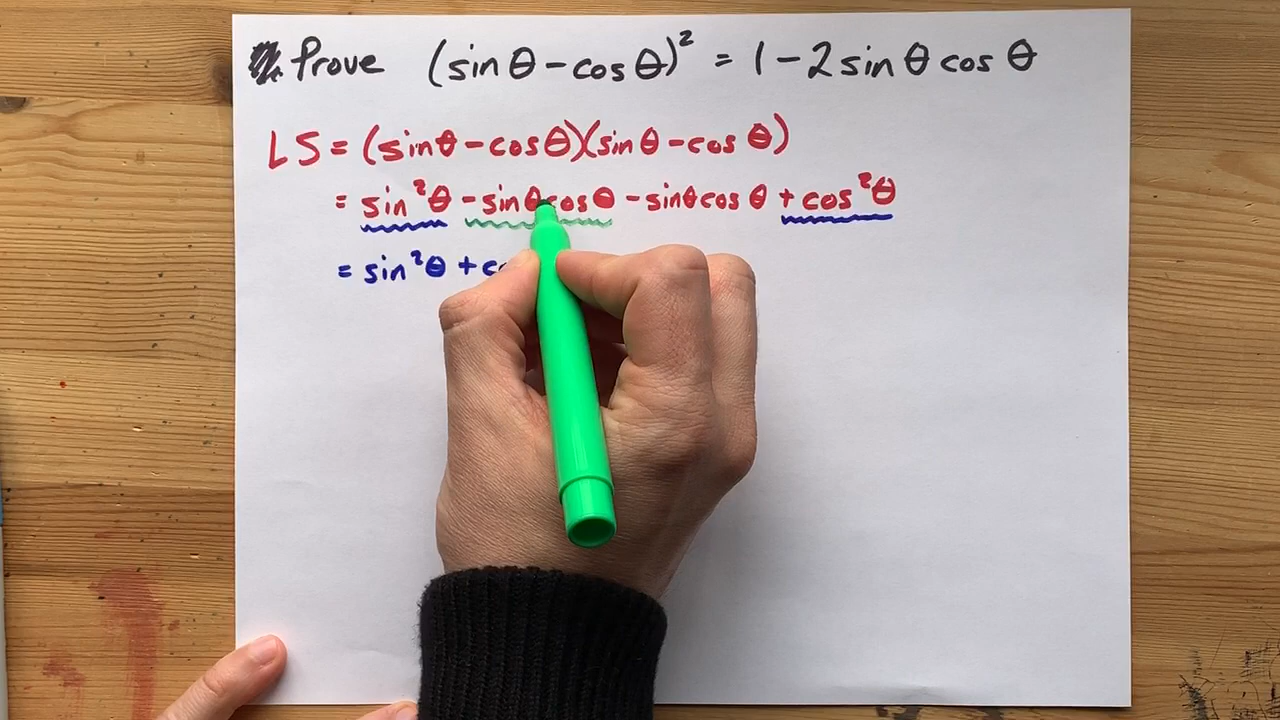 Prove (sin θ - cos θ)² = 1 - 2 sin θ cos θ
LS = (sin θ - cos θ)(sin θ - cos θ)
= sin²θ - sin θ cos θ - sin θ cos θ + cos²θ
= sin²θ +